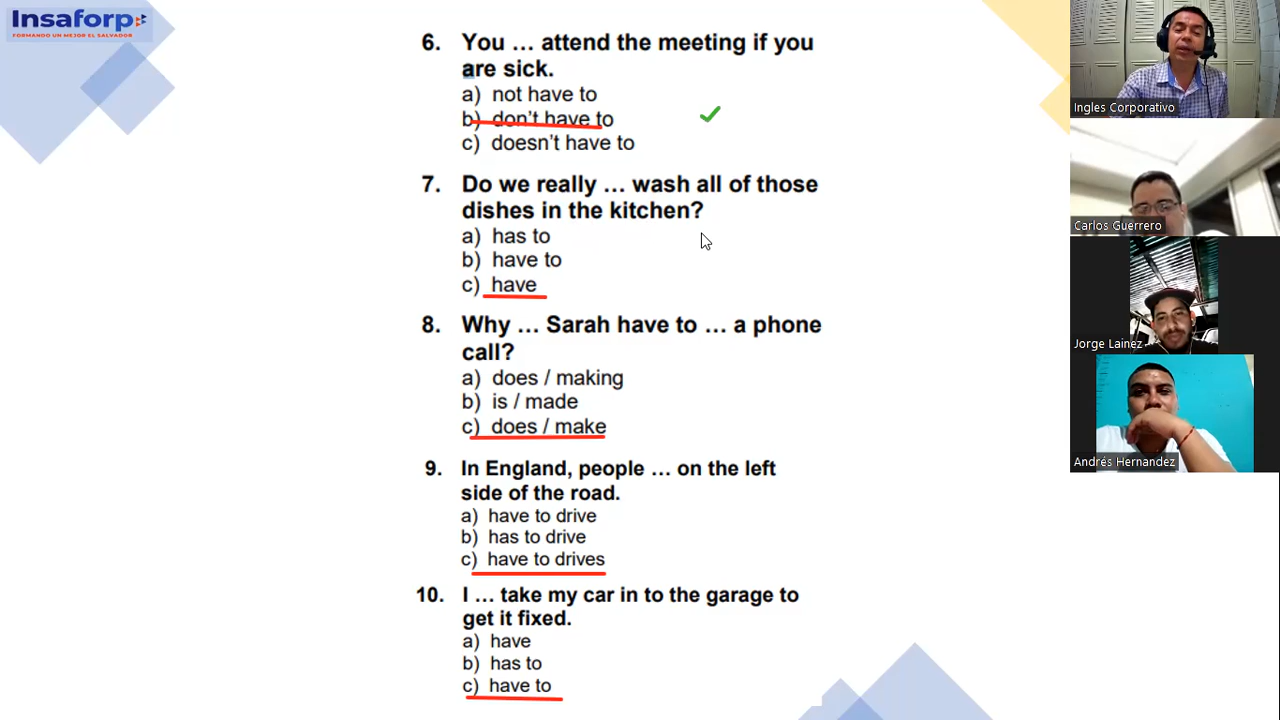 Insaforp
FORMANDO UN MEJOR EL SALVADOR
6. You … attend the meeting if you
are sick.
a) not have to
b) don't have to
c) doesn't have to
7. Do we really … wash all of those
dishes in the kitchen?
a) has to
b) have to
c) have
8. Why … Sarah have to … a phone
call?
a) does / making
b) is / made
c) does / make
9. In England, people … on the left
side of the road.
a) have to drive
b) has to drive
c) have to drives
10. I … take my car in to the garage to
get it fixed.
a) have
b) has to
c) have to
Ingles Corporativo
Carlos Guerrero
Jorge Lainez
Andrés Hernandez